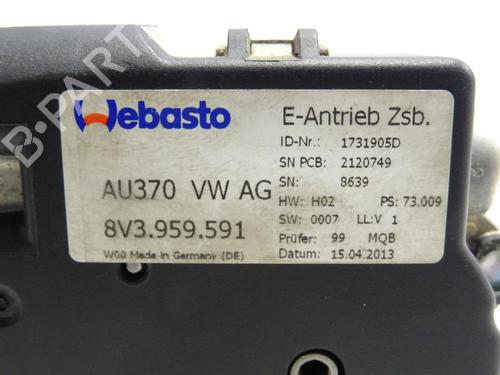 Webasto
E-Antrieb Zsb.
ID-Nr.: 1731905D
SN PCB: 2120749
SN: 8639
HW: H02 PS: 73.009
SW: 0007 LL:V 1
Prüfer: 99 MQB
Datum: 15.04.2013
AU370 VW AG
8V3.959.591
W00 Made in Germany (DE)
B-PARTS